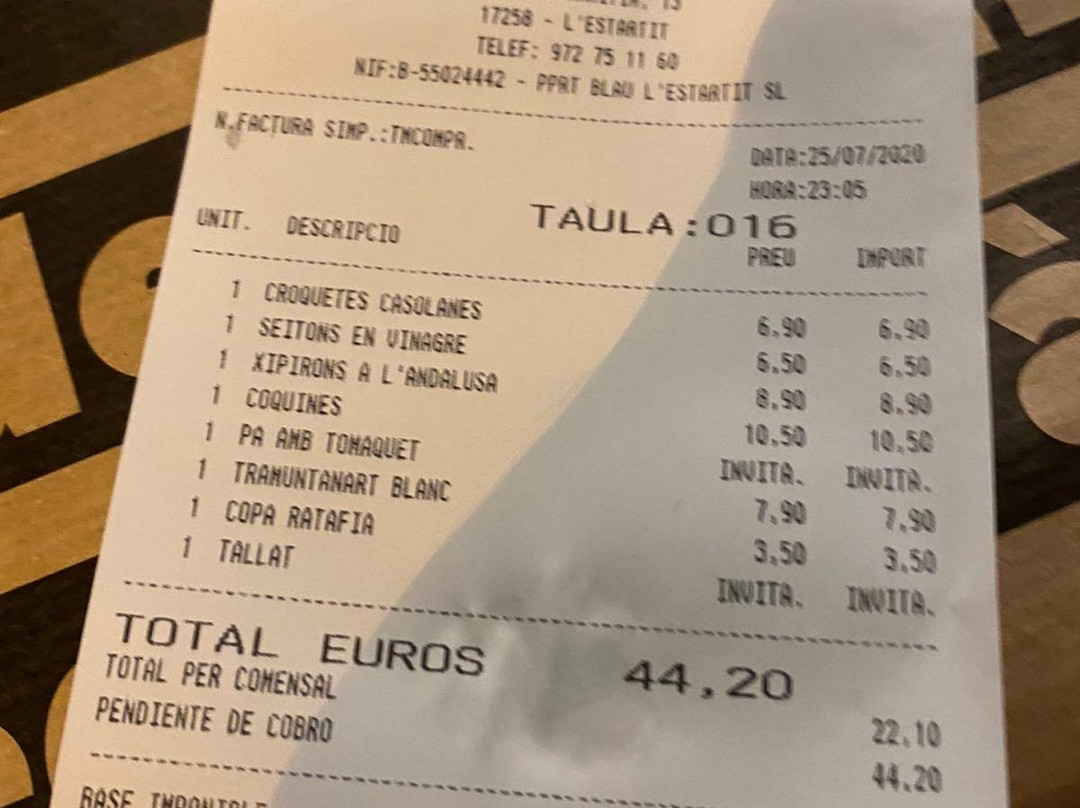 17258 - L'ESTARTIT
TELEF: 972 75 11 60
NIF:B-55024442 - PPRT BLAU L'ESTARTIT SL
N.FACTURA SIMP.:TMCOMPR.
DATA:25/07/2020
HORA:23:05
TAULA:016
UNIT. DESCRIPCIO PREU IMPORT
1 CROQUETES CASOLANES 6,90 6,90
1 SEITONS EN VINAGRE 6,50 6,50
1 XIPIRONS A L'ANDALUSA 8,90 8,90
1 COQUINES 10,50 10,50
1 PA AMB TOMAQUET INVITA. INVITA.
1 TRAMUNTANART BLANC 7,90 7,90
1 COPA RATAFIA 3,50 3,50
1 TALLAT INVITA. INVITA.
TOTAL EUROS 44,20
TOTAL PER COMENSAL 22,10
PENDIENTE DE COBRO 44,20
BASE IMPONIBLE